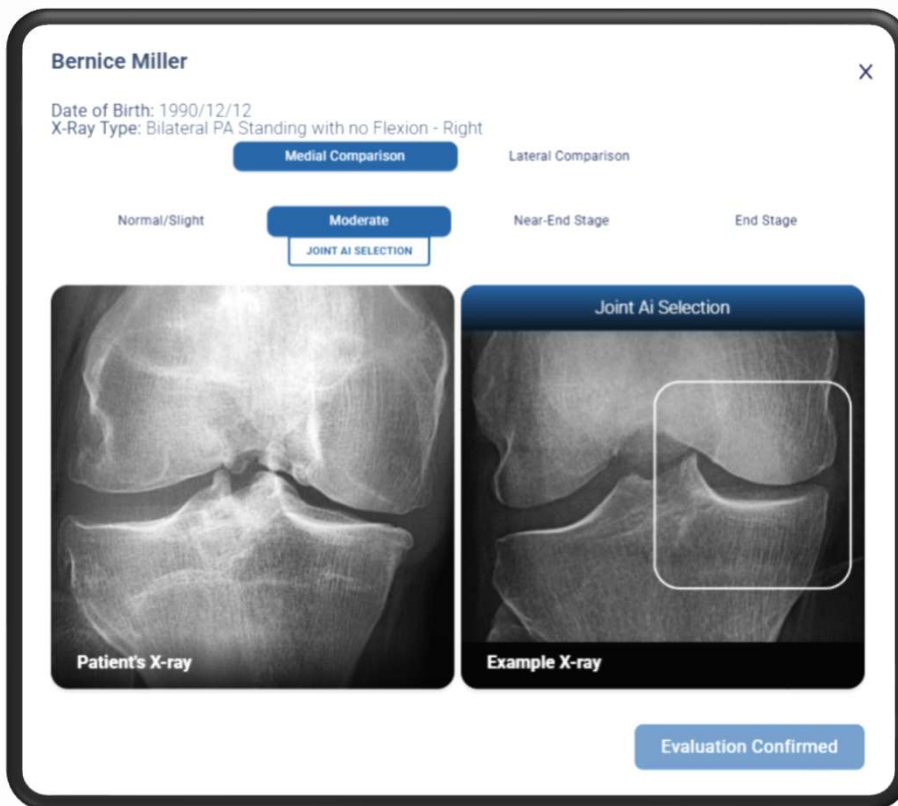 Bernice Miller
X
Date of Birth: 1990/12/12
X-Ray Type: Bilateral PA Standing with no Flexion - Right
Medial Comparison Lateral Comparison
Normal/Slight Moderate Near-End Stage End Stage
JOINT AI SELECTION
Joint Ai Selection
Patient's X-ray Example X-ray
Evaluation Confirmed